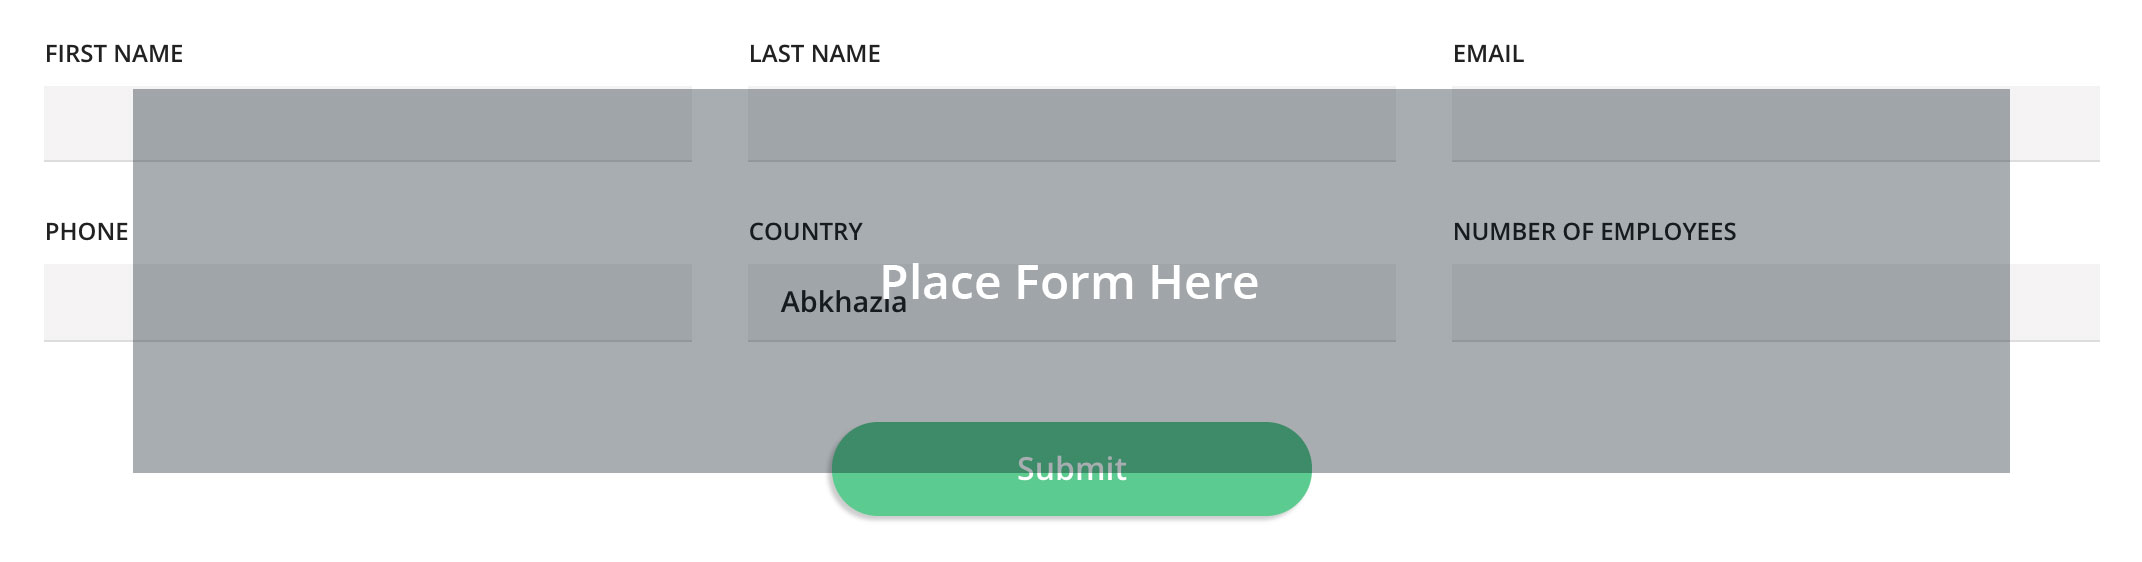 FIRST NAME
LAST NAME
EMAIL
PHONE
COUNTRY
NUMBER OF EMPLOYEES
Place Form Here
Abkhazia
Submit